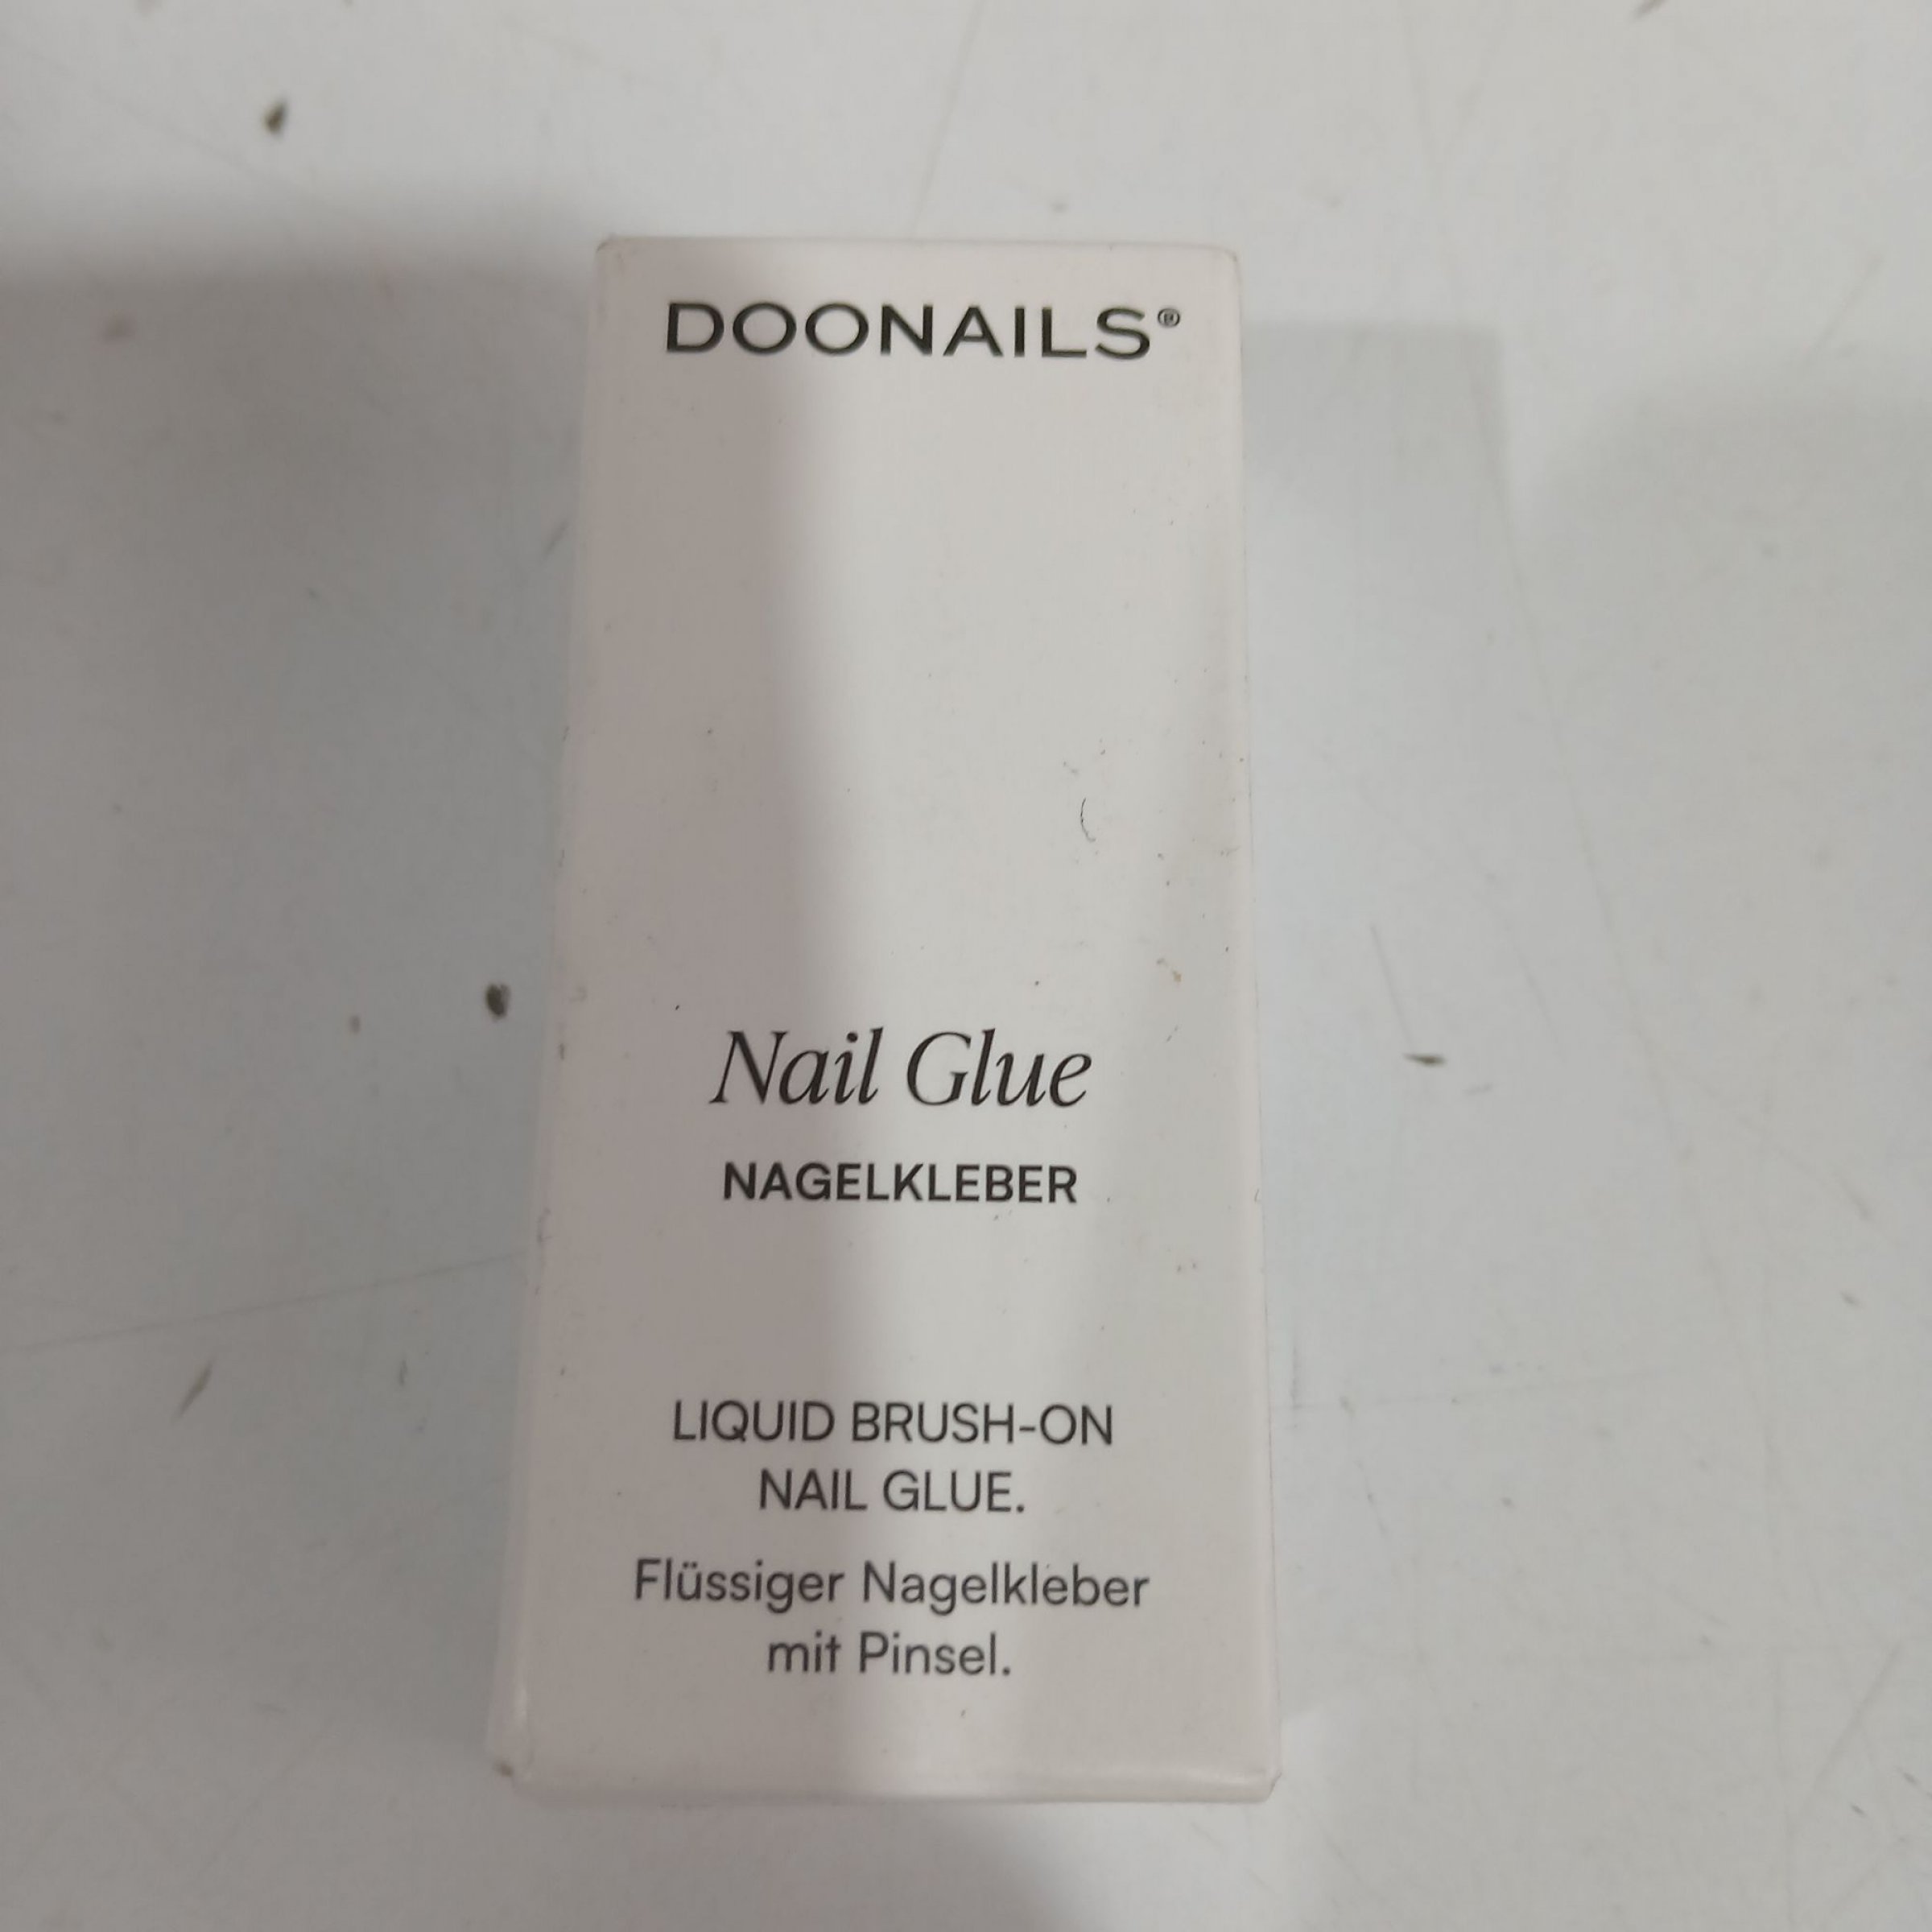 DOONAILS®
Nail Glue
NAGELKLEBER
LIQUID BRUSH-ON
NAIL GLUE.
Flüssiger Nagelkleber
mit Pinsel.